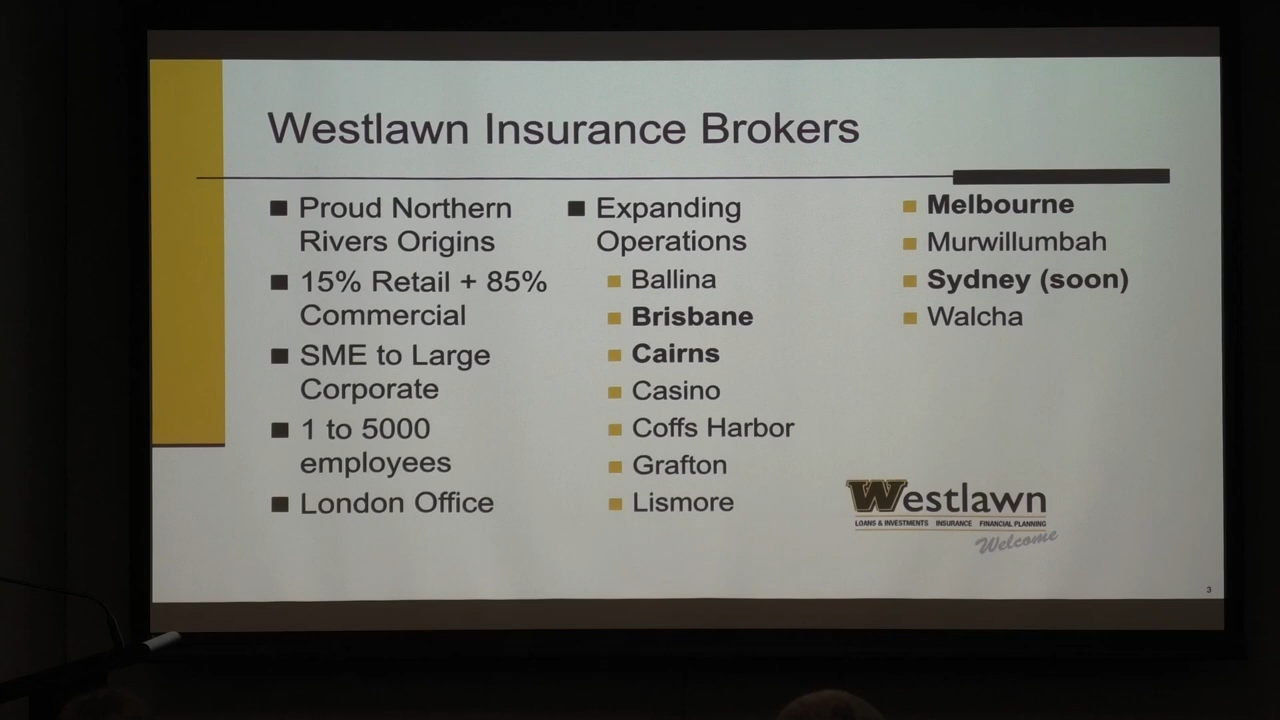 Westlawn Insurance Brokers
Proud Northern
Rivers Origins
15% Retail + 85%
Commercial
SME to Large
Corporate
1 to 5000
employees
London Office
Expanding
Operations
Ballina
Brisbane
Cairns
Casino
Coffs Harbor
Grafton
Lismore
Melbourne
Murwillumbah
Sydney (soon)
Walcha
Westlawn
LOANS & INVESTMENTS INSURANCE FINANCIAL PLANNING
Welcome
3